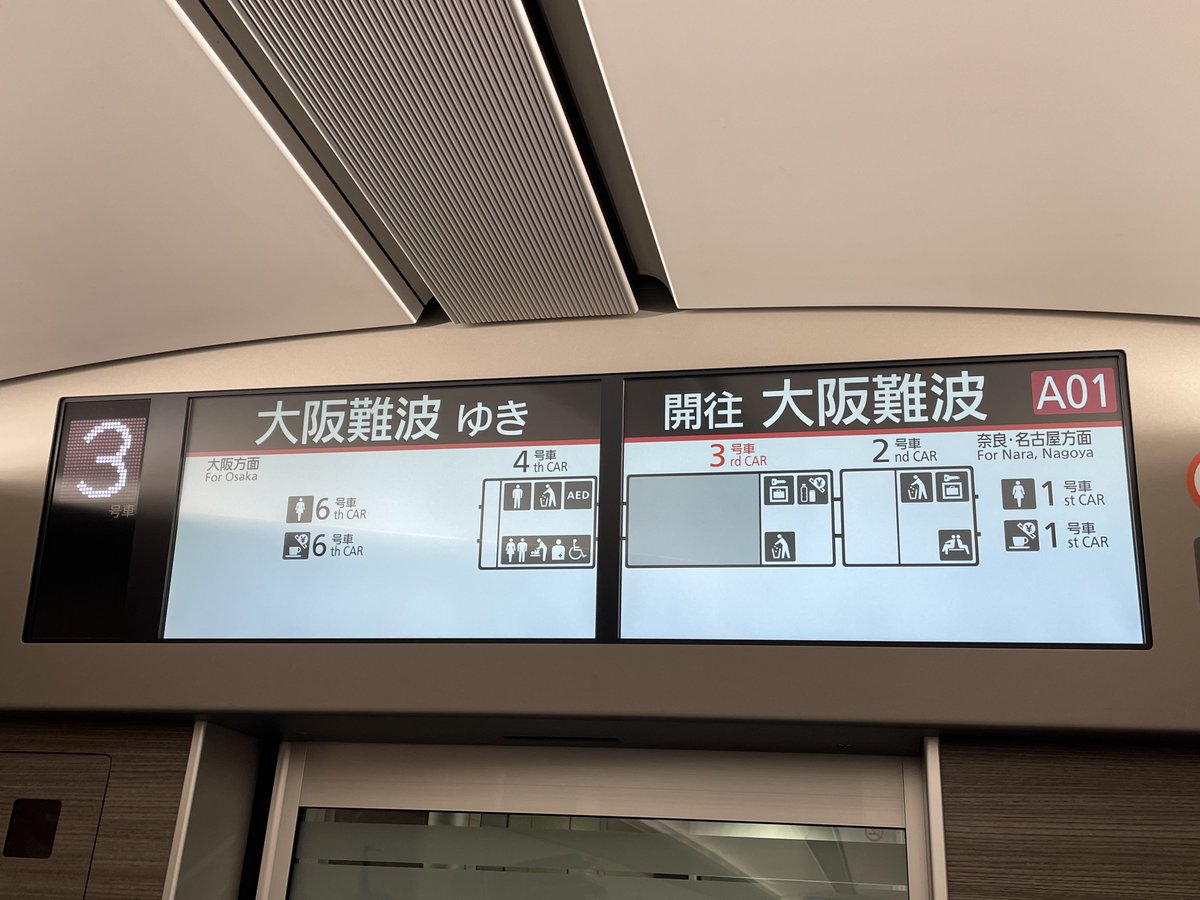 3
号車
大阪難波 ゆき
大阪方面
For Osaka
4 号車
th CAR
6 号車
th CAR
6 号車
th CAR
AED
開往 大阪難波 A01
3 号車
rd CAR
2 号車
nd CAR
奈良・名古屋方面
For Nara, Nagoya
1 号車
st CAR
1 号車
st CAR